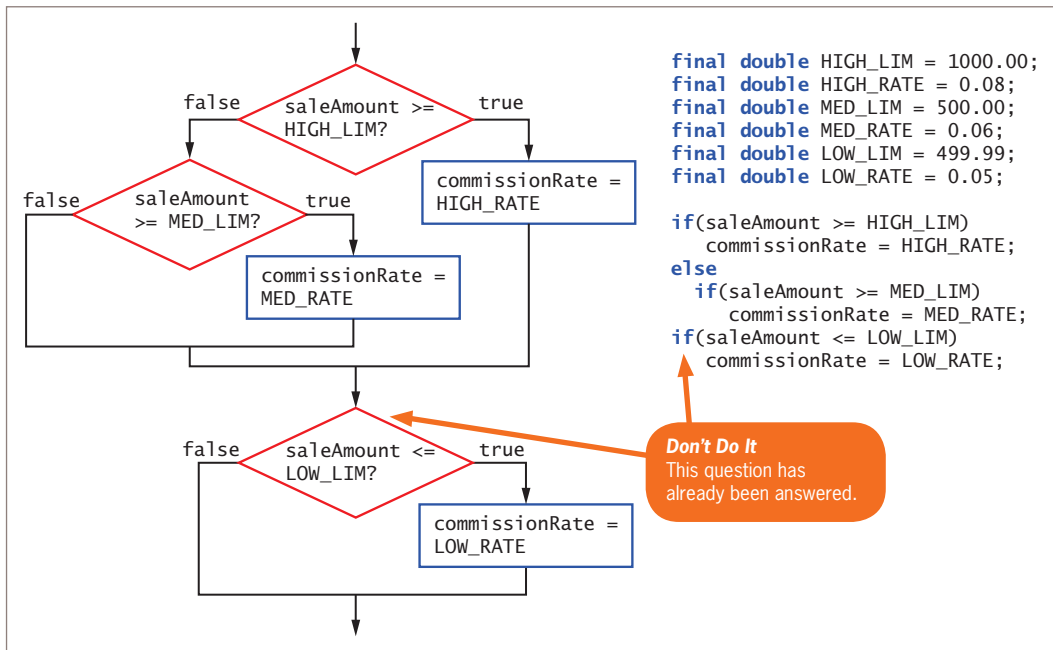 saleAmount >=
HIGH_LIM?
false
true
commissionRate =
HIGH_RATE
saleAmount
>= MED_LIM?
false
true
commissionRate =
MED_RATE
saleAmount <=
LOW_LIM?
false
true
commissionRate =
LOW_RATE
final double HIGH_LIM = 1000.00;
final double HIGH_RATE = 0.08;
final double MED_LIM = 500.00;
final double MED_RATE = 0.06;
final double LOW_LIM = 499.99;
final double LOW_RATE = 0.05;
if(saleAmount >= HIGH_LIM)
commissionRate = HIGH_RATE;
else
if(saleAmount >= MED_LIM)
commissionRate = MED_RATE;
if(saleAmount <= LOW_LIM)
commissionRate = LOW_RATE;
Don't Do It
This question has
already been answered.